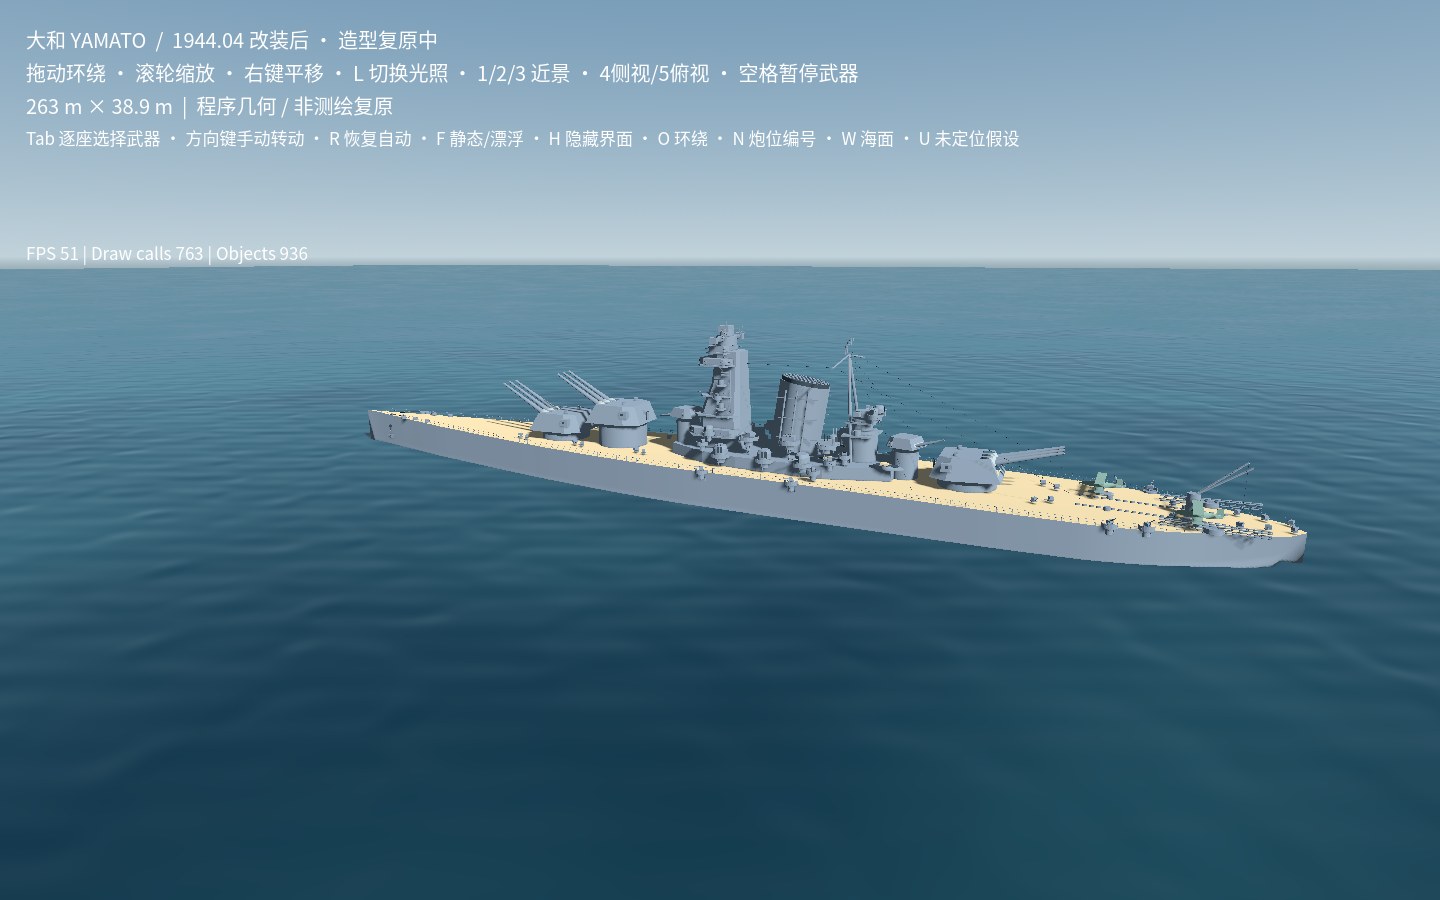 大和 YAMATO / 1944.04 改装后 · 造型复原中
拖动环绕 · 滚轮缩放 · 右键平移 · L 切换光照 · 1/2/3 近景 · 4侧视/5俯视 · 空格暂停武器
263 m × 38.9 m | 程序几何 / 非测绘复原
Tab 逐座选择武器 · 方向键手动转动 · R 恢复自动 · F 静态/漂浮 · H 隐藏界面 · O 环绕 · N 炮位编号 · W 海面 · U 未定位假设
FPS 51 | Draw calls 763 | Objects 936